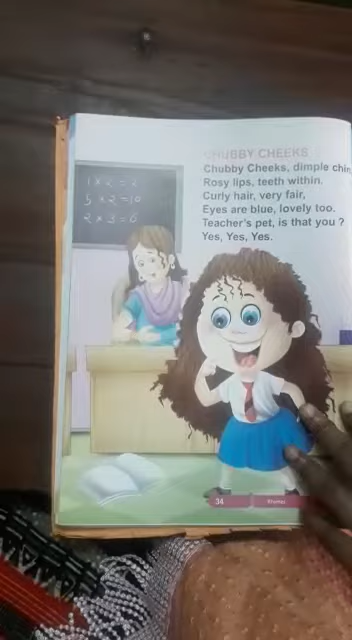 CHUBBY CHEEKS
Chubby Cheeks, dimple chin,
Rosy lips, teeth within.
Curly hair, very fair,
Eyes are blue, lovely too.
Teacher's pet, is that you ?
Yes, Yes, Yes.
1 × 2 = 2
5 × 2 = 10
2 × 3 = 6
34